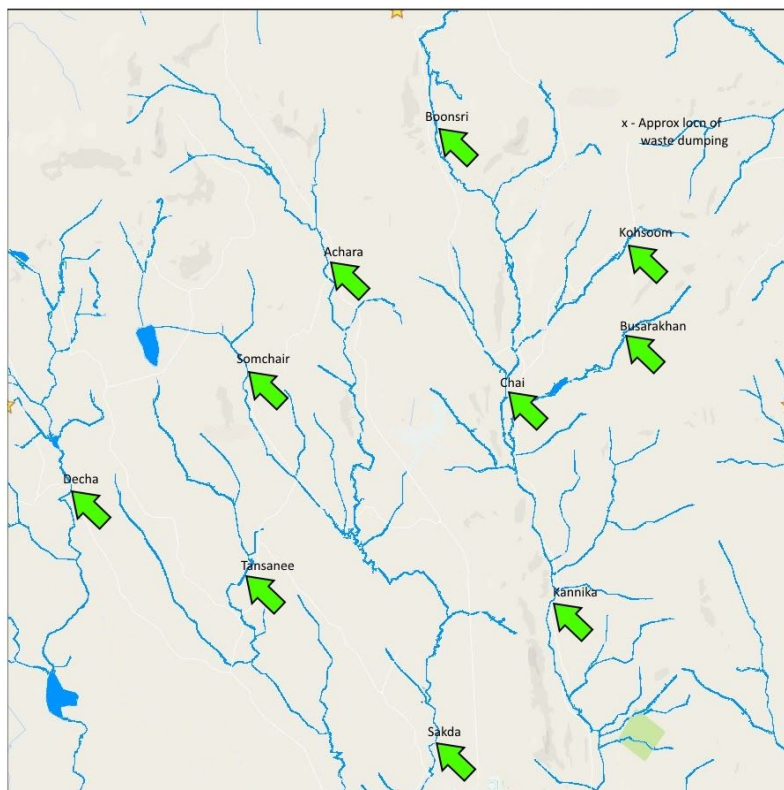 Boonsri
x - Approx locn of
waste dumping
Kohsoom
Achara
Busarakhan
Somchair
Chai
Decha
Tansanee
Kannika
Sakda